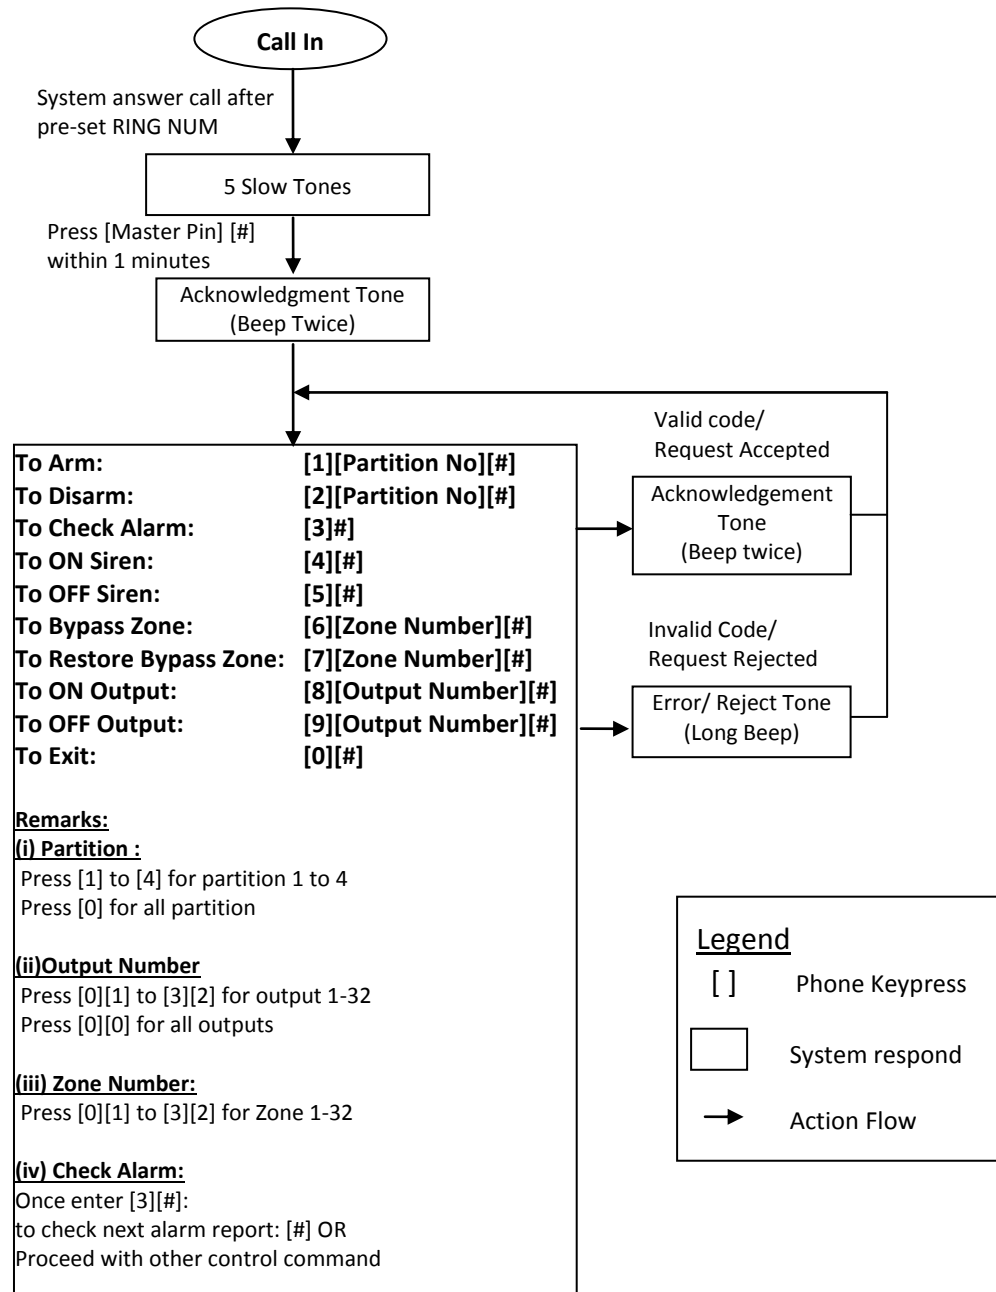 Call In
System answer call after
pre-set RING NUM
5 Slow Tones
Press [Master Pin] [#]
within 1 minutes
Acknowledgment Tone
(Beep Twice)
To Arm: [1][Partition No][#]
To Disarm: [2][Partition No][#]
To Check Alarm: [3]#]
To ON Siren: [4][#]
To OFF Siren: [5][#]
To Bypass Zone: [6][Zone Number][#]
To Restore Bypass Zone: [7][Zone Number][#]
To ON Output: [8][Output Number][#]
To OFF Output: [9][Output Number][#]
To Exit: [0][#]
Remarks:
(i) Partition :
Press [1] to [4] for partition 1 to 4
Press [0] for all partition
(ii)Output Number
Press [0][1] to [3][2] for output 1-32
Press [0][0] for all outputs
(iii) Zone Number:
Press [0][1] to [3][2] for Zone 1-32
(iv) Check Alarm:
Once enter [3][#]:
to check next alarm report: [#] OR
Proceed with other control command
Valid code/
Request Accepted
Acknowledgement
Tone
(Beep twice)
Invalid Code/
Request Rejected
Error/ Reject Tone
(Long Beep)
Legend
[ ] Phone Keypress
System respond
Action Flow